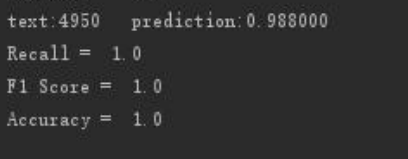 text:4950   prediction:0.988000
Recall =  1.0
F1 Score =  1.0
Accuracy =  1.0